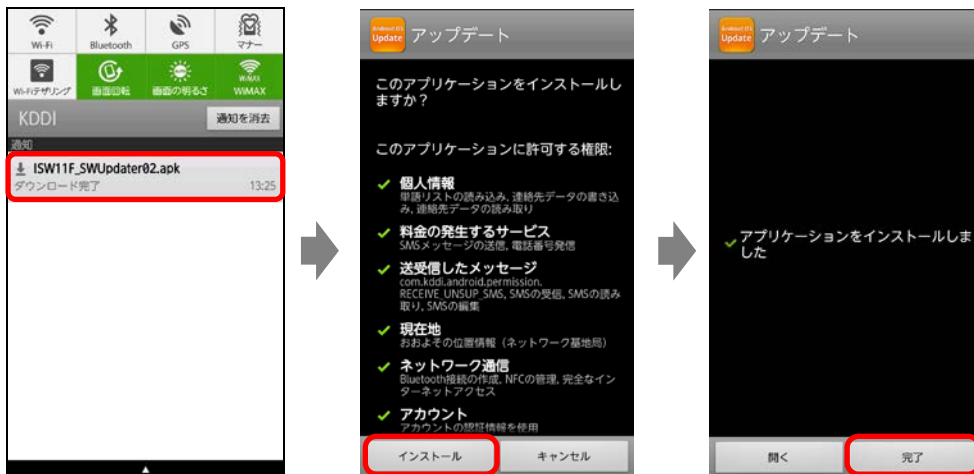 Wi-Fi
Bluetooth
GPS
マナー
Wi-Fiテザリング
画面回転
画面の明るさ
WiMAX
KDDI
通知を消去
通知
ISW11F_SWUpdater02.apk
ダウンロード完了 13:25
Android OS
Update
アップデート
このアプリケーションをインストールし
ますか？
このアプリケーションに許可する権限:
個人情報
単語リストの読み込み, 連絡先データの書き込
み, 連絡先データの読み取り
料金の発生するサービス
SMSメッセージの送信, 電話番号発信
送受信したメッセージ
com.kddi.android.permission.
RECEIVE_UNSUP_SMS, SMSの受信, SMSの読み
取り, SMSの編集
現在地
おおよその位置情報（ネットワーク基地局）
ネットワーク通信
Bluetooth接続の作成, NFCの管理, 完全なイン
ターネットアクセス
アカウント
アカウントの認証情報を使用
インストール
キャンセル
Android OS
Update
アップデート
アプリケーションをインストールしま
した
開く
完了